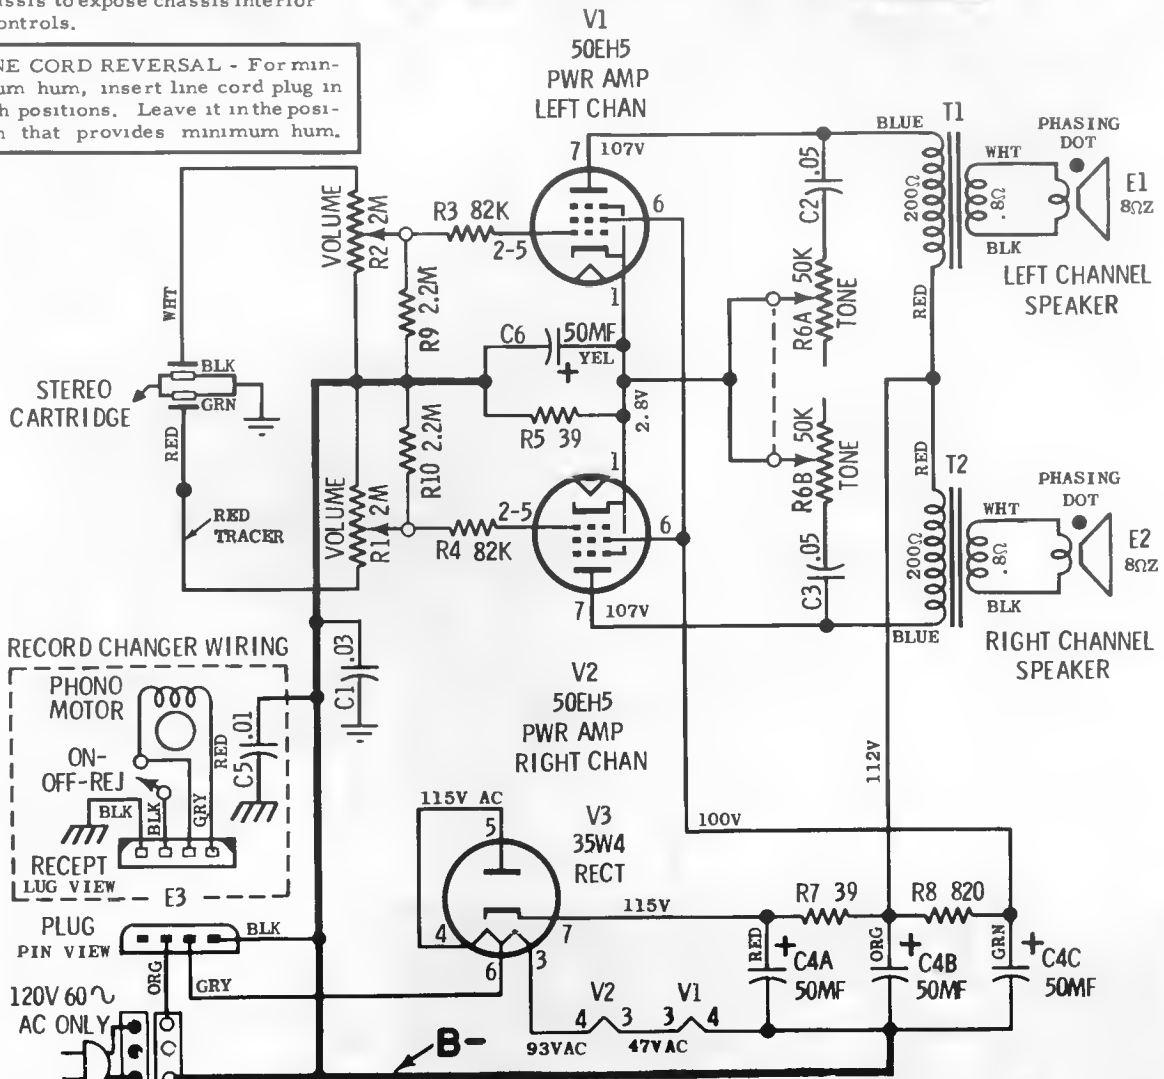 ssis to expose chassis interior
ontrols.
NE CORD REVERSAL - For min-
um hum, insert line cord plug in
h positions. Leave it in the posi-
n that provides minimum hum.
V1
50EH5
PWR AMP
LEFT CHAN
7
107V
BLUE
T1
PHASING
DOT
WHT
E1
8ΩZ
200Ω
.8Ω
BLK
LEFT CHANNEL
SPEAKER
RED
C2 .05
R6A 50K
TONE
6
VOLUME
R2 2M
R3 82K
2-5
1
R9 2.2M
C6
50MF
YEL
+
WHT
BLK
GRN
STEREO
CARTRIDGE
RED
RED
TRACER
R5 39
2.8V
R10 2.2M
VOLUME
R1 2M
R4 82K
2-5
1
6
7
107V
R6B 50K
TONE
C3 .05
RED
T2
PHASING
DOT
WHT
E2
8ΩZ
200Ω
.8Ω
BLK
BLUE
RIGHT CHANNEL
SPEAKER
RECORD CHANGER WIRING
PHONO
MOTOR
ON-
OFF-REJ
BLK
BLK
GRY
RED
C5 .01
C1 .03
RECEPT
LUG VIEW
E3
PLUG
PIN VIEW
BLK
ORG
GRY
120V 60∿
AC ONLY
V2
50EH5
PWR AMP
RIGHT CHAN
112V
115V AC
5
V3
35W4
RECT
100V
4
6
3
7
115V
R7 39
R8 820
RED
+
C4A
50MF
ORG
+
C4B
50MF
GRN
+
C4C
50MF
V2
V1
4 3
3 4
93VAC
47VAC
B-